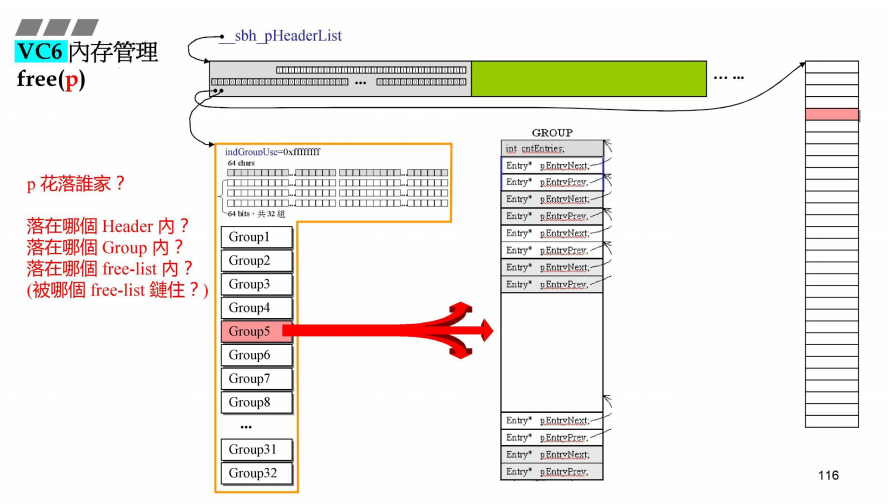 __sbh_pHeaderList
VC6 內存管理
free(p)
... ...
...
indGroupUse=0xffffffff
64 chars
64 bits，共 32 組
p 花落誰家？
落在哪個 Header 內？
落在哪個 Group 內？
落在哪個 free-list 內？
(被哪個 free-list 鏈住？)
Group1
Group2
Group3
Group4
Group5
Group6
Group7
Group8
...
Group31
Group32
GROUP
int cntEntries;
Entry* pEntryNext;
Entry* pEntryPrev;
Entry* pEntryNext;
Entry* pEntryPrev;
Entry* pEntryNext;
Entry* pEntryPrev;
Entry* pEntryNext;
Entry* pEntryPrev;
Entry* pEntryNext;
Entry* pEntryPrev;
Entry* pEntryNext;
Entry* pEntryPrev;
116